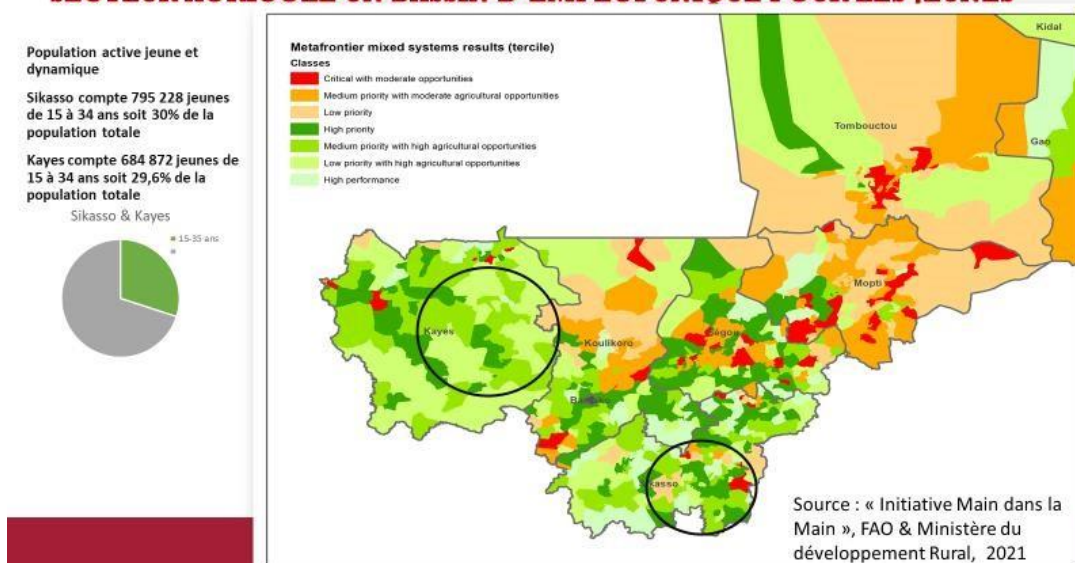 Population active jeune et
dynamique
Sikasso compte 795 228 jeunes
de 15 à 34 ans soit 30% de la
population totale
Kayes compte 684 872 jeunes de
15 à 34 ans soit 29,6% de la
population totale
Sikasso & Kayes
15-35 ans
Metafrontier mixed systems results (tercile)
Classes
Critical with moderate opportunities
Medium priority with moderate agricultural opportunities
Low priority
High priority
Medium priority with high agricultural opportunities
Low priority with high agricultural opportunities
High performance
Kidal
Tombouctou
Gao
Mopti
Kayes
Koulikoro
Ségou
kasso
Source : « Initiative Main dans la
Main », FAO & Ministère du
développement Rural, 2021